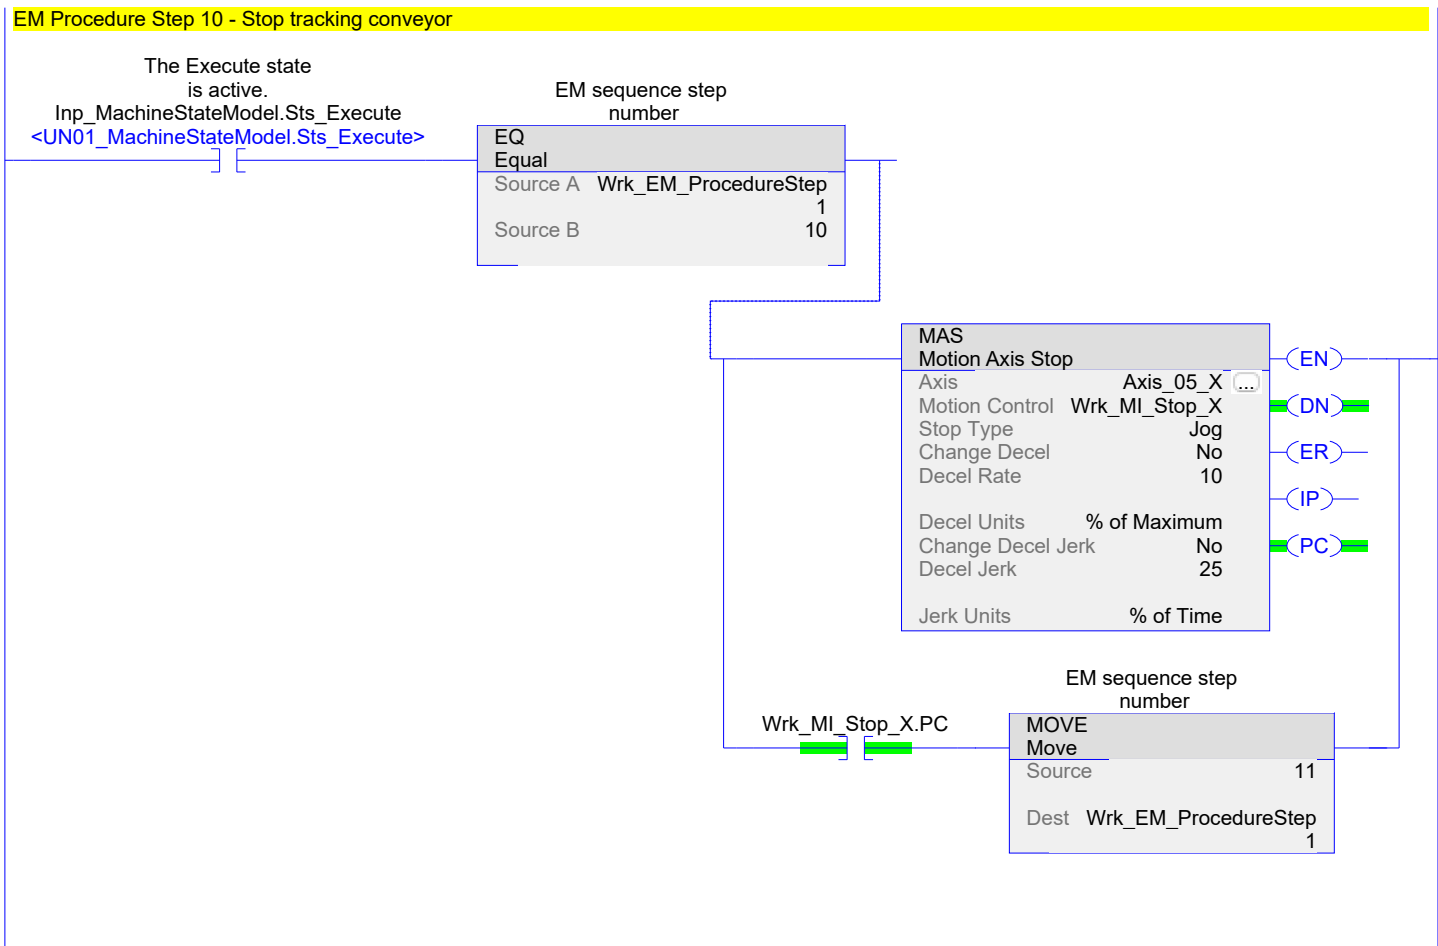 EM Procedure Step 10 - Stop tracking conveyor
The Execute state
is active.
Inp_MachineStateModel.Sts_Execute
<UN01_MachineStateModel.Sts_Execute>
EM sequence step
number
EQ
Equal
Source A Wrk_EM_ProcedureStep
1
Source B 10
MAS
Motion Axis Stop
Axis Axis_05_X ...
Motion Control Wrk_MI_Stop_X
Stop Type Jog
Change Decel No
Decel Rate 10
Decel Units % of Maximum
Change Decel Jerk No
Decel Jerk 25
Jerk Units % of Time
EN
DN
ER
IP
PC
Wrk_MI_Stop_X.PC
EM sequence step
number
MOVE
Move
Source 11
Dest Wrk_EM_ProcedureStep
1